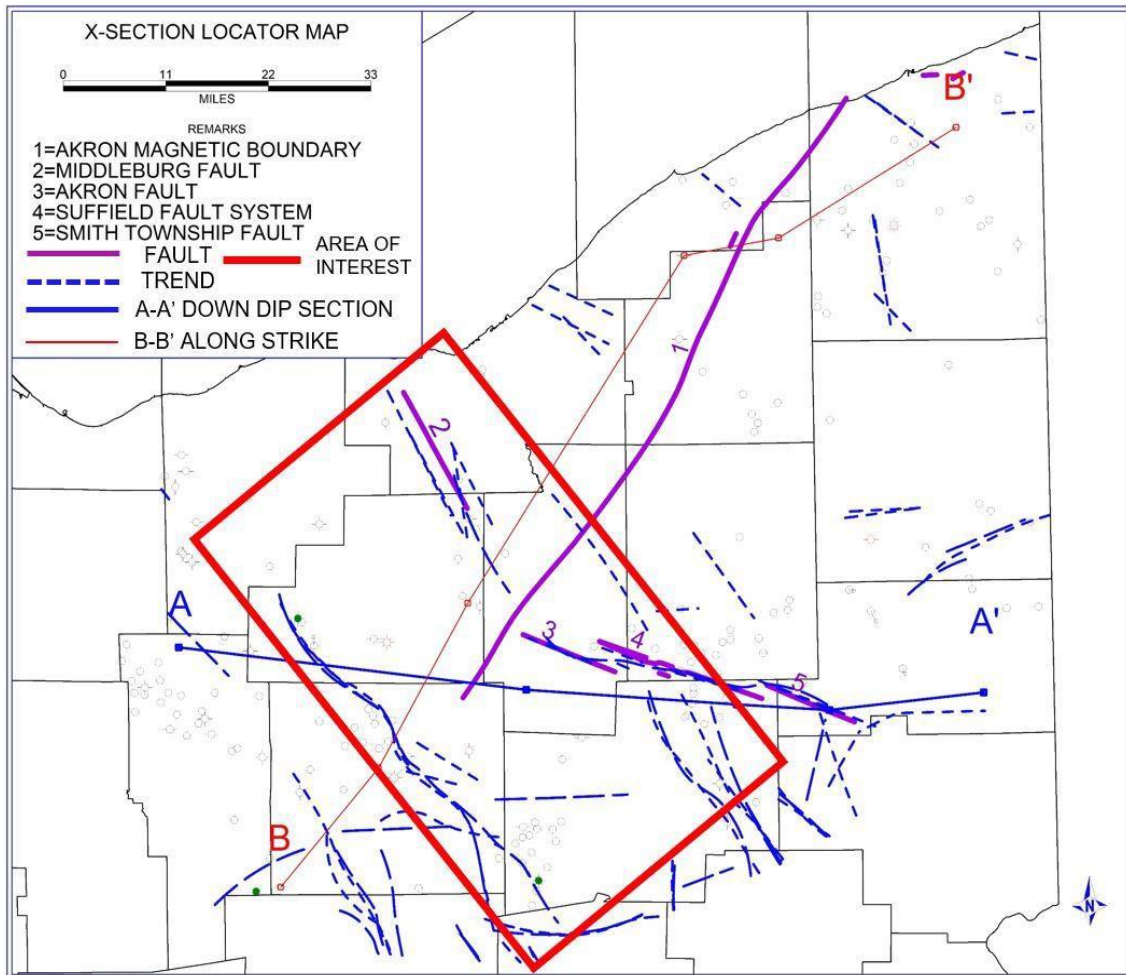 X-SECTION LOCATOR MAP
0 11 22 33
MILES
REMARKS
1=AKRON MAGNETIC BOUNDARY
2=MIDDLEBURG FAULT
3=AKRON FAULT
4=SUFFIELD FAULT SYSTEM
5=SMITH TOWNSHIP FAULT
FAULT
AREA OF
INTEREST
TREND
A-A' DOWN DIP SECTION
B-B' ALONG STRIKE
B'
1
2
A
3
4
A'
5
B
N